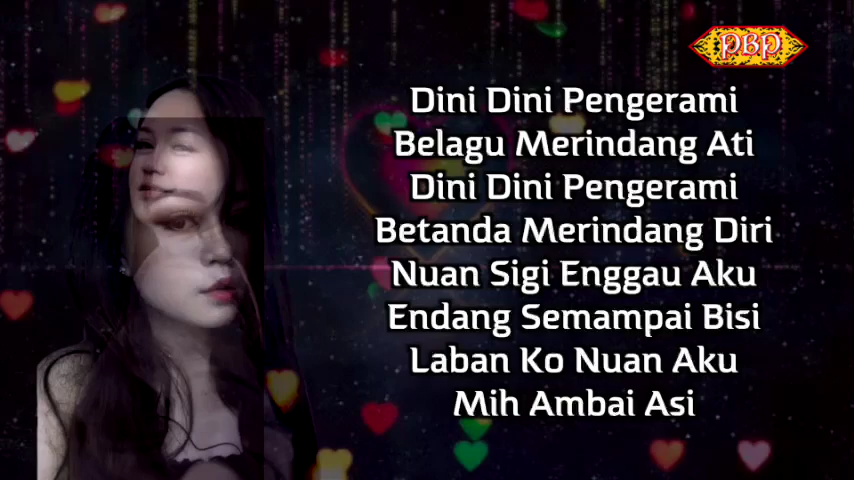 PBP
Dini Dini Pengerami
Belagu Merindang Ati
Dini Dini Pengerami
Betanda Merindang Diri
Nuan Sigi Enggau Aku
Endang Semampai Bisi
Laban Ko Nuan Aku
Mih Ambai Asi